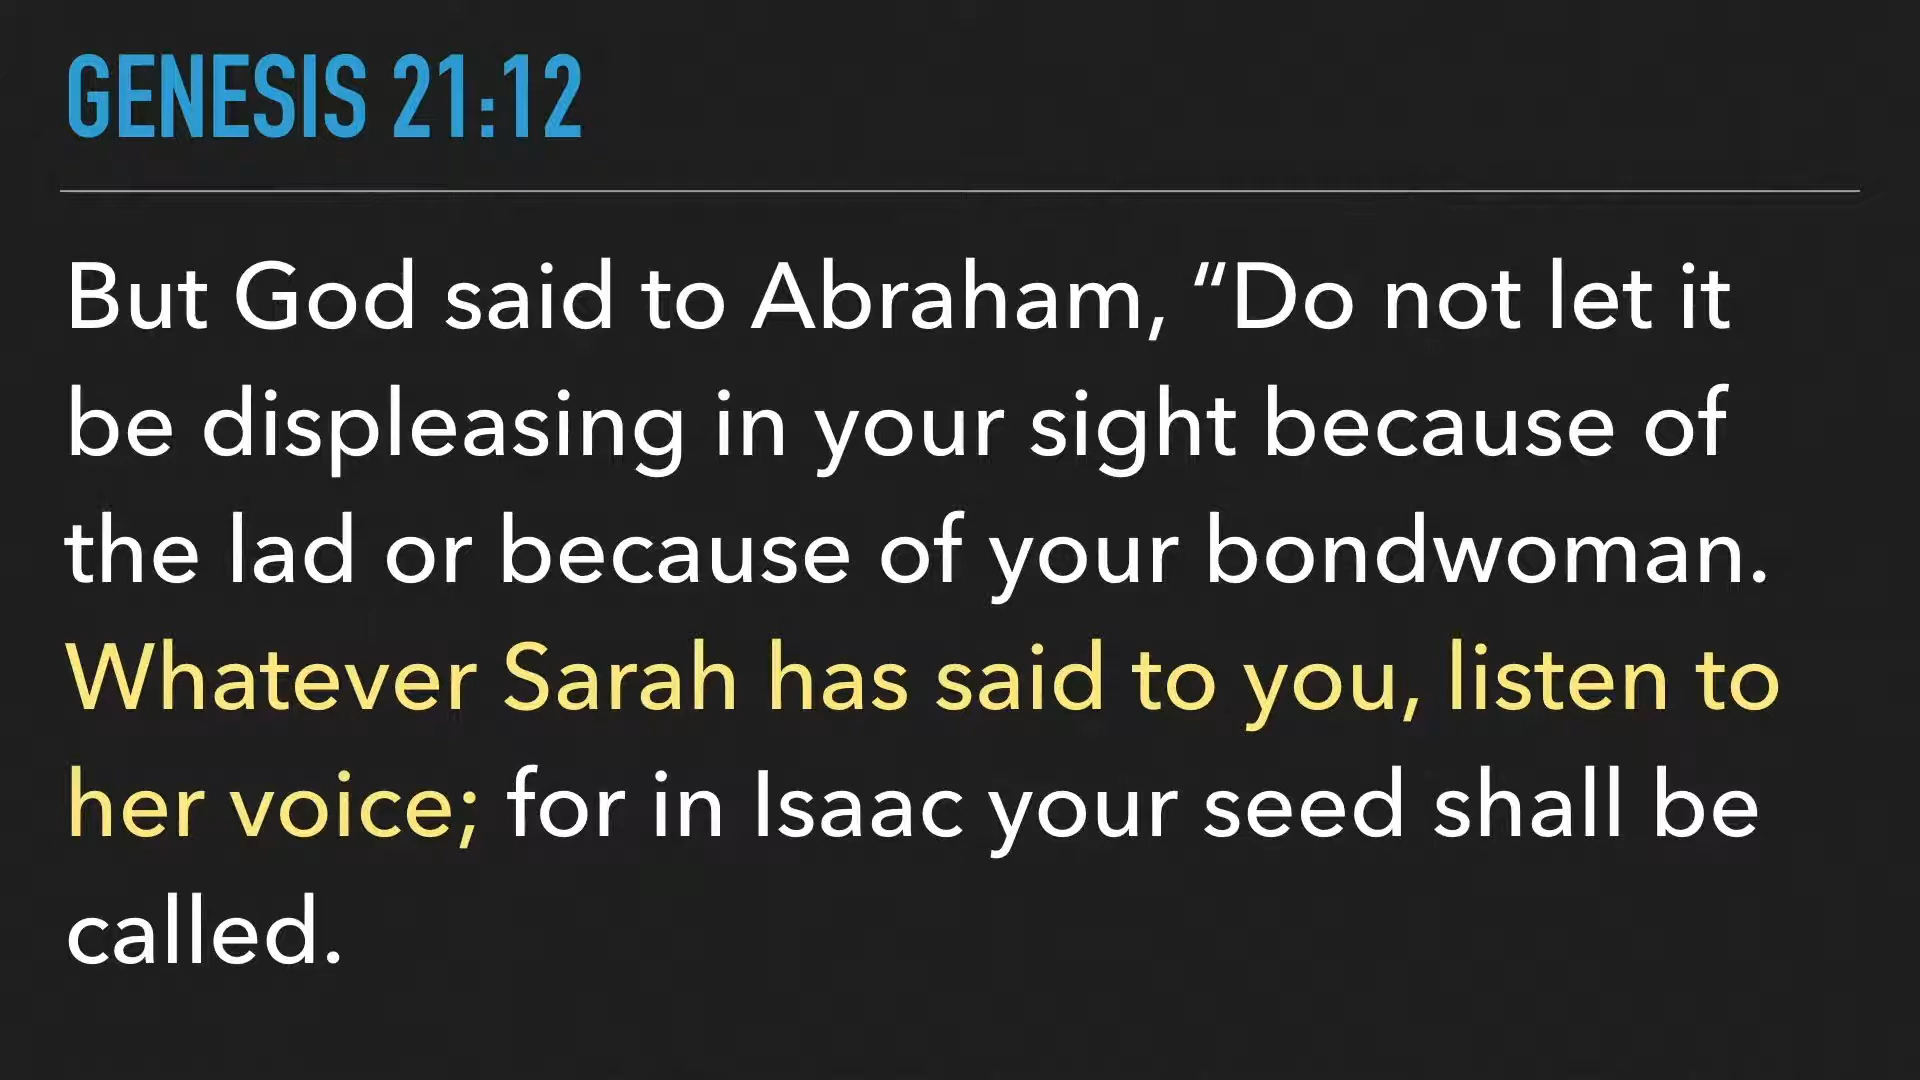 GENESIS 21:12
But God said to Abraham, “Do not let it
be displeasing in your sight because of
the lad or because of your bondwoman.
Whatever Sarah has said to you, listen to
her voice; for in Isaac your seed shall be
called.